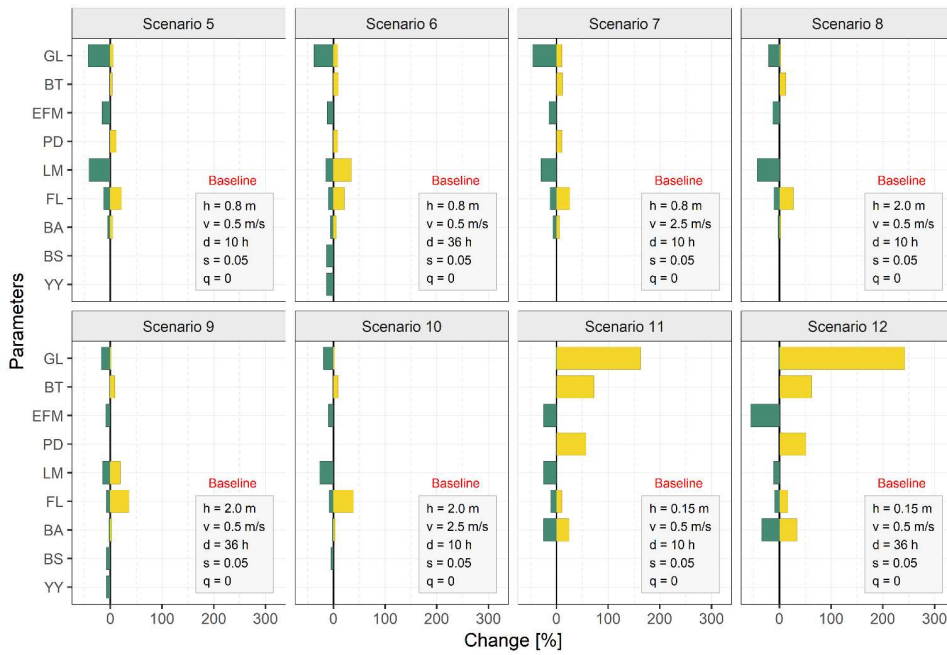 Scenario 5
Scenario 6
Scenario 7
Scenario 8
GL
BT
EFM
PD
LM
FL
BA
BS
YY
Baseline
h = 0.8 m
v = 0.5 m/s
d = 10 h
s = 0.05
q = 0
Baseline
h = 0.8 m
v = 0.5 m/s
d = 36 h
s = 0.05
q = 0
Baseline
h = 0.8 m
v = 2.5 m/s
d = 10 h
s = 0.05
q = 0
Baseline
h = 2.0 m
v = 0.5 m/s
d = 10 h
s = 0.05
q = 0
Parameters
Scenario 9
Scenario 10
Scenario 11
Scenario 12
GL
BT
EFM
PD
LM
FL
BA
BS
YY
Baseline
h = 2.0 m
v = 0.5 m/s
d = 36 h
s = 0.05
q = 0
Baseline
h = 2.0 m
v = 2.5 m/s
d = 10 h
s = 0.05
q = 0
Baseline
h = 0.15 m
v = 0.5 m/s
d = 10 h
s = 0.05
q = 0
Baseline
h = 0.15 m
v = 0.5 m/s
d = 36 h
s = 0.05
q = 0
0 100 200 300
0 100 200 300
0 100 200 300
0 100 200 300
Change [%]